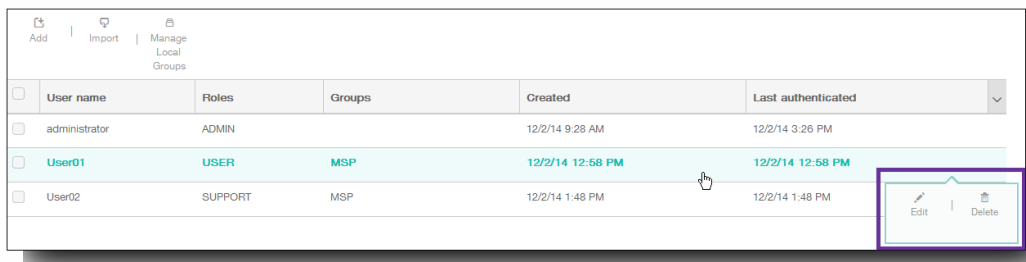 Add | Import | Manage
Local
Groups
User name Roles Groups Created Last authenticated
administrator ADMIN 12/2/14 9:28 AM 12/2/14 3:26 PM
User01 USER MSP 12/2/14 12:58 PM 12/2/14 12:58 PM
User02 SUPPORT MSP 12/2/14 1:48 PM 12/2/14 1:48 PM
Edit | Delete